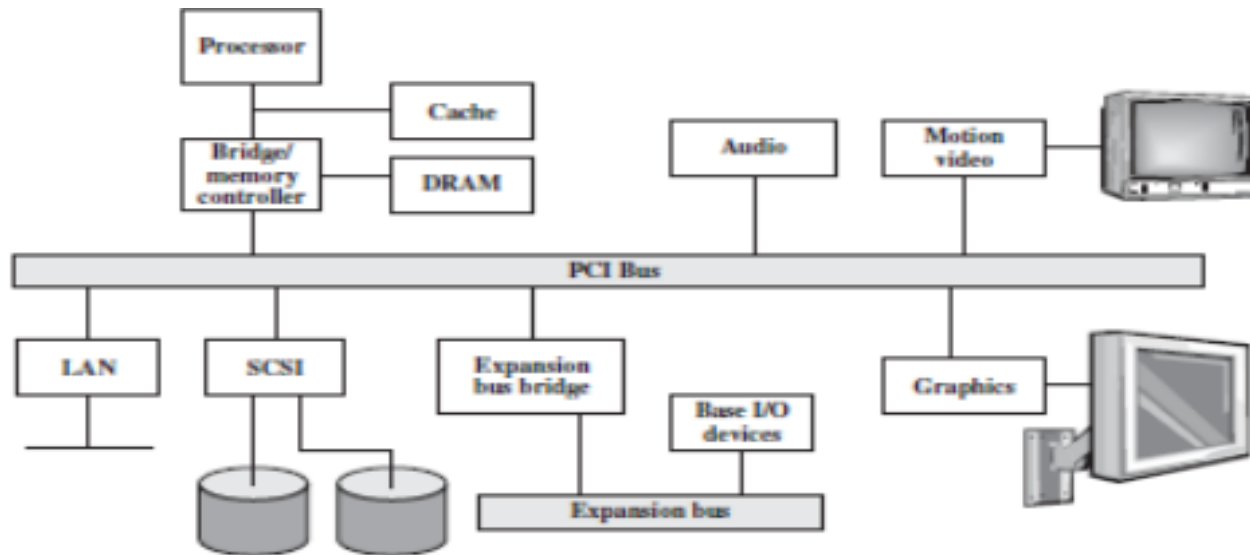 Processor
Cache
Bridge/
memory
controller
DRAM
Audio
Motion
video
PCI Bus
LAN
SCSI
Expansion
bus bridge
Base I/O
devices
Graphics
Expansion bus